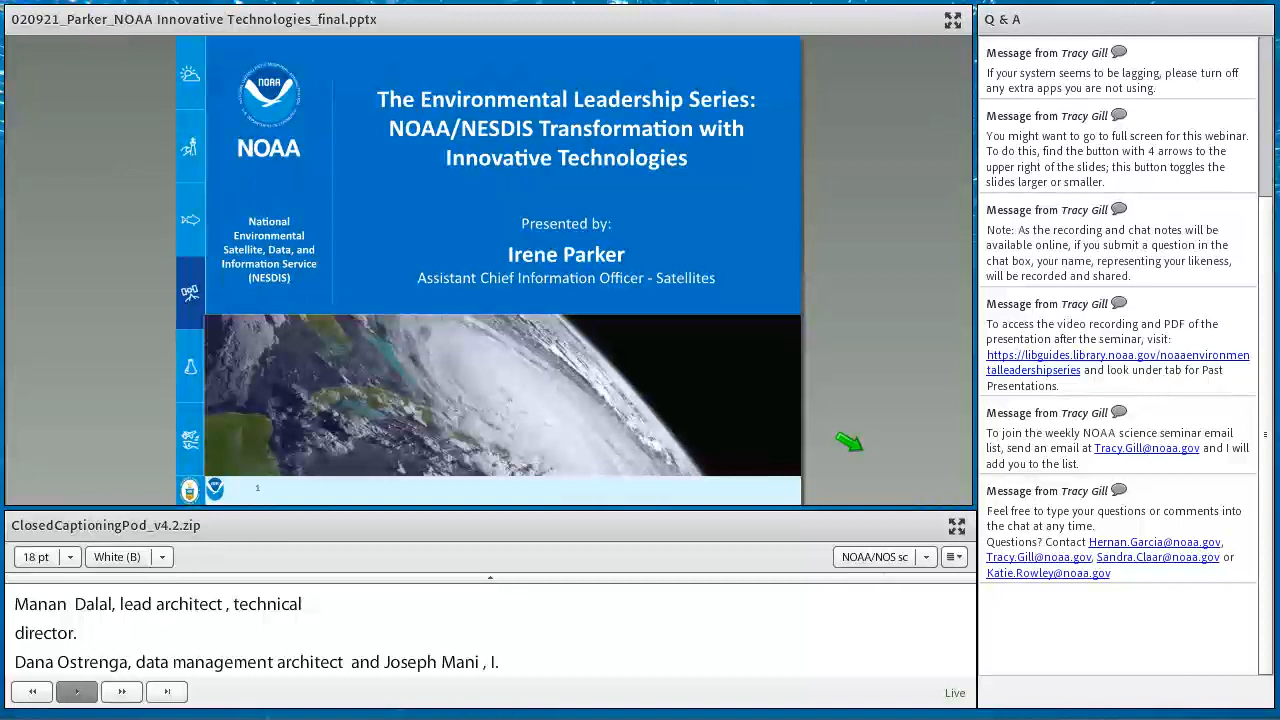 020921_Parker_NOAA Innovative Technologies_final.pptx
NOAA
NOAA
National
Environmental
Satellite, Data, and
Information Service
(NESDIS)
The Environmental Leadership Series:
NOAA/NESDIS Transformation with
Innovative Technologies
Presented by:
Irene Parker
Assistant Chief Information Officer - Satellites
1
ClosedCaptioningPod_v4.2.zip
18 pt
White (B)
NOAA/NOS sc
Manan Dalal, lead architect , technical
director.
Dana Ostrenga, data management architect and Joseph Mani , I.
Live
Q & A
Message from Tracy Gill
If your system seems to be lagging, please turn off
any extra apps you are not using.
Message from Tracy Gill
You might want to go to full screen for this webinar.
To do this, find the button with 4 arrows to the
upper right of the slides; this button toggles the
slides larger or smaller.
Message from Tracy Gill
Note: As the recording and chat notes will be
available online, if you submit a question in the
chat box, your name, representing your likeness,
will be recorded and shared.
Message from Tracy Gill
To access the video recording and PDF of the
presentation after the seminar, visit:
https://libguides.library.noaa.gov/noaaenvironmen
talleadershipseries and look under tab for Past
Presentations.
Message from Tracy Gill
To join the weekly NOAA science seminar email
list, send an email at Tracy.Gill@noaa.gov and I will
add you to the list.
Message from Tracy Gill
Feel free to type your questions or comments into
the chat at any time.
Questions? Contact Hernan.Garcia@noaa.gov,
Tracy.Gill@noaa.gov, Sandra.Claar@noaa.gov or
Katie.Rowley@noaa.gov